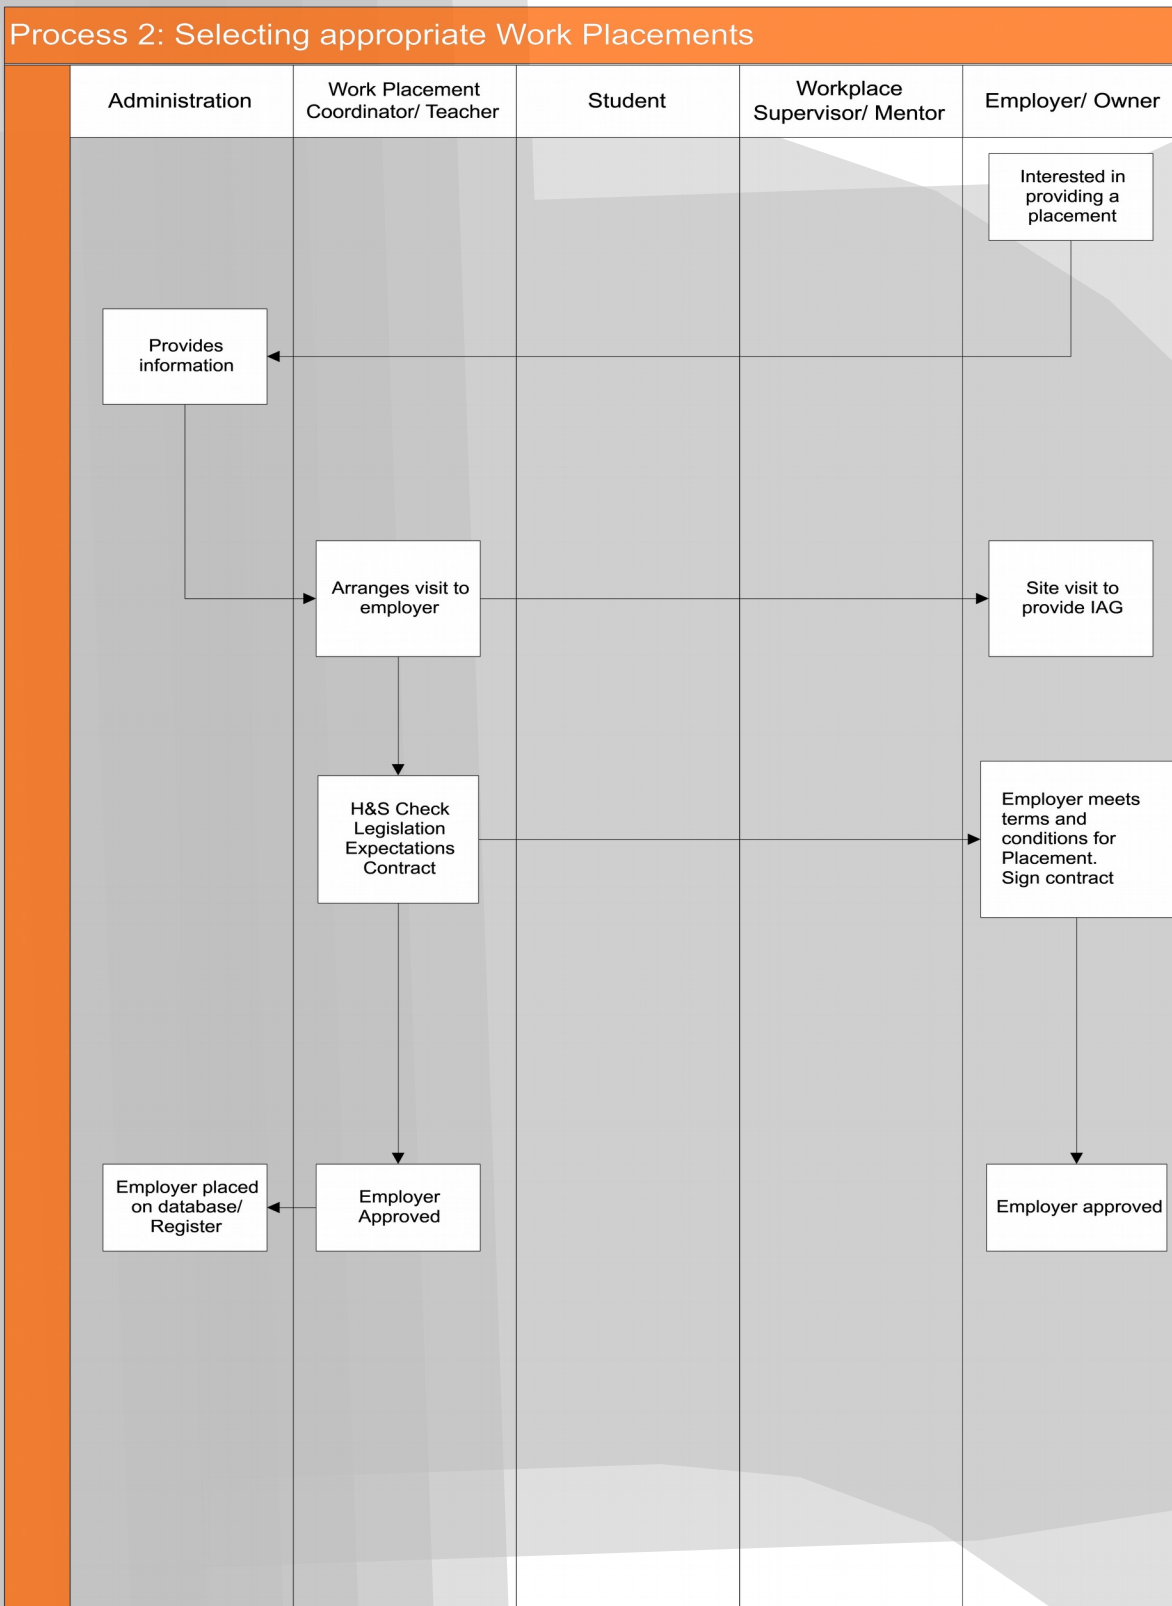 Process 2: Selecting appropriate Work Placements
Administration
Work Placement
Coordinator/ Teacher
Student
Workplace
Supervisor/ Mentor
Employer/ Owner
Interested in
providing a
placement
Provides
information
Arranges visit to
employer
Site visit to
provide IAG
H&S Check
Legislation
Expectations
Contract
Employer meets
terms and
conditions for
Placement.
Sign contract
Employer placed
on database/
Register
Employer
Approved
Employer approved